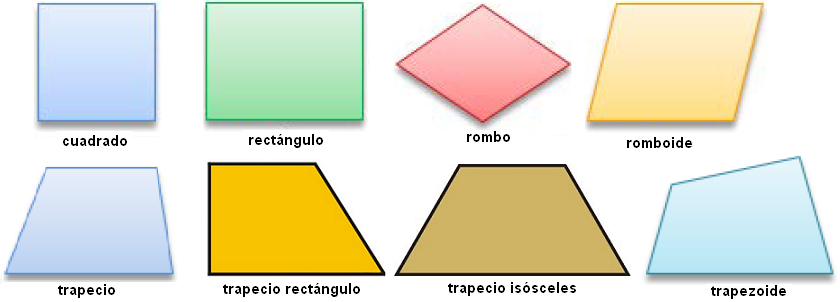 cuadrado
rectángulo
rombo
romboide
trapecio
trapecio rectángulo
trapecio isósceles
trapezoide